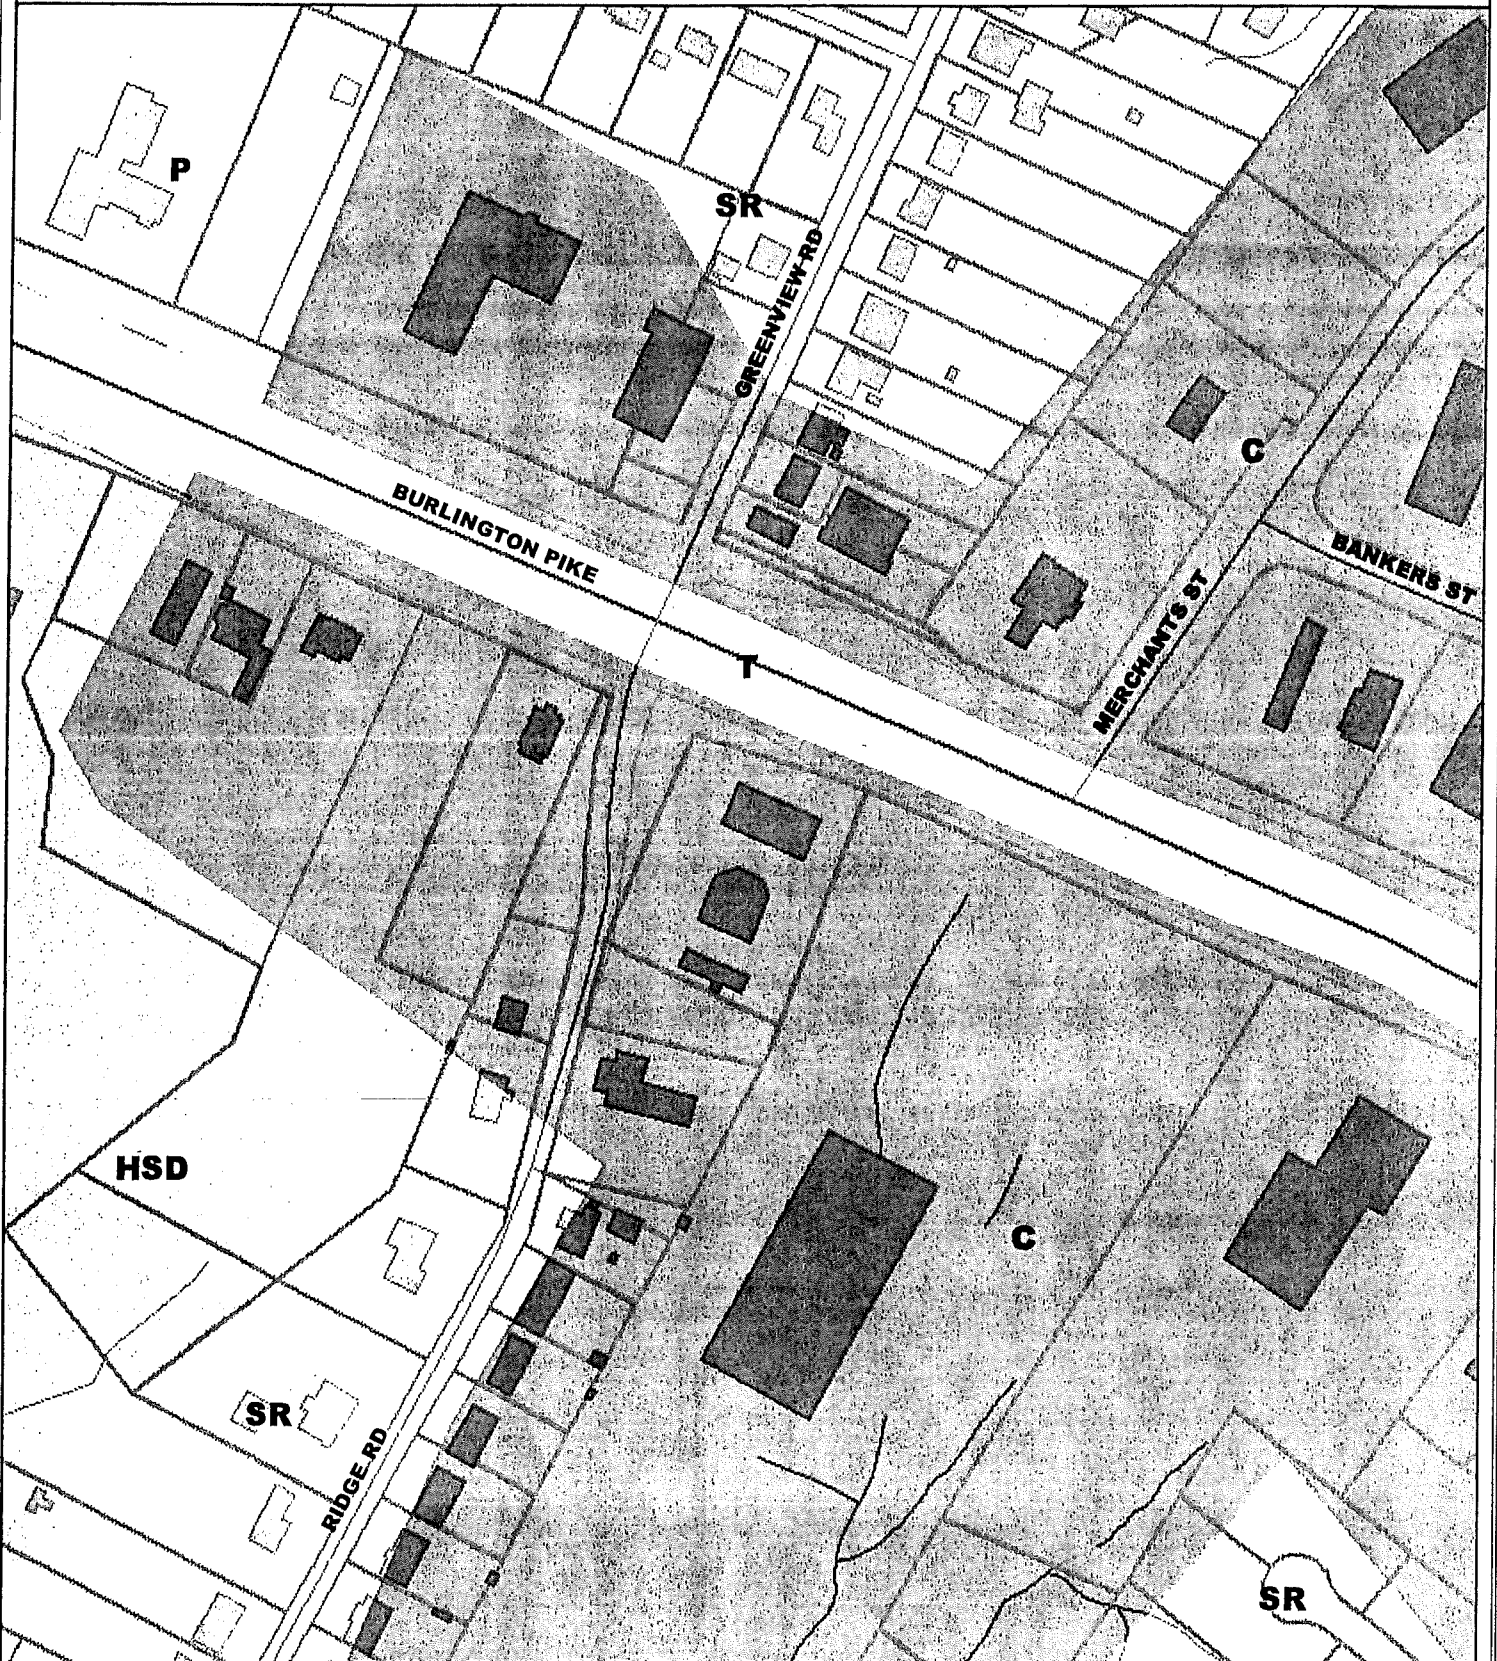 P
SR
GREENVIEW RD
C
BURLINGTON PIKE
BANKERS ST
MERCHANTS ST
T
HSD
C
SR
RIDGE RD
SR